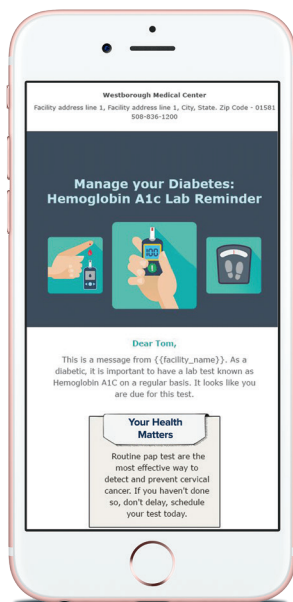 Westborough Medical Center
Facility address line 1, Facility address line 1, City, State. Zip Code - 01581
508-836-1200
Manage your Diabetes:
Hemoglobin A1c Lab Reminder
100
Dear Tom,
This is a message from {{facility_name}}. As a
diabetic, it is important to have a lab test known as
Hemoglobin A1C on a regular basis. It looks like you
are due for this test.
Your Health
Matters
Routine pap test are the
most effective way to
detect and prevent cervical
cancer. If you haven't done
so, don't delay, schedule
your test today.